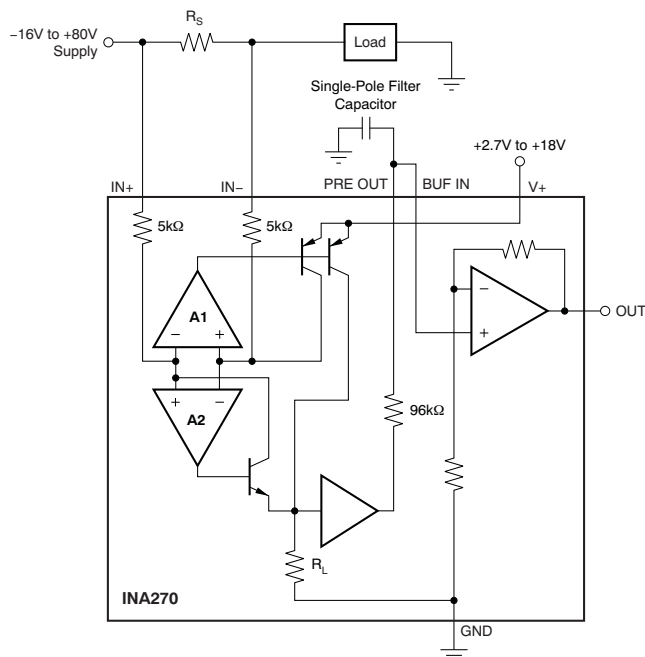 R_S
−16V to +80V
Supply
Load
Single-Pole Filter
Capacitor
+2.7V to +18V
IN+
IN−
PRE OUT
BUF IN
V+
5kΩ
5kΩ
A1
− +
A2
+ −
−
+
OUT
96kΩ
R_L
INA270
GND